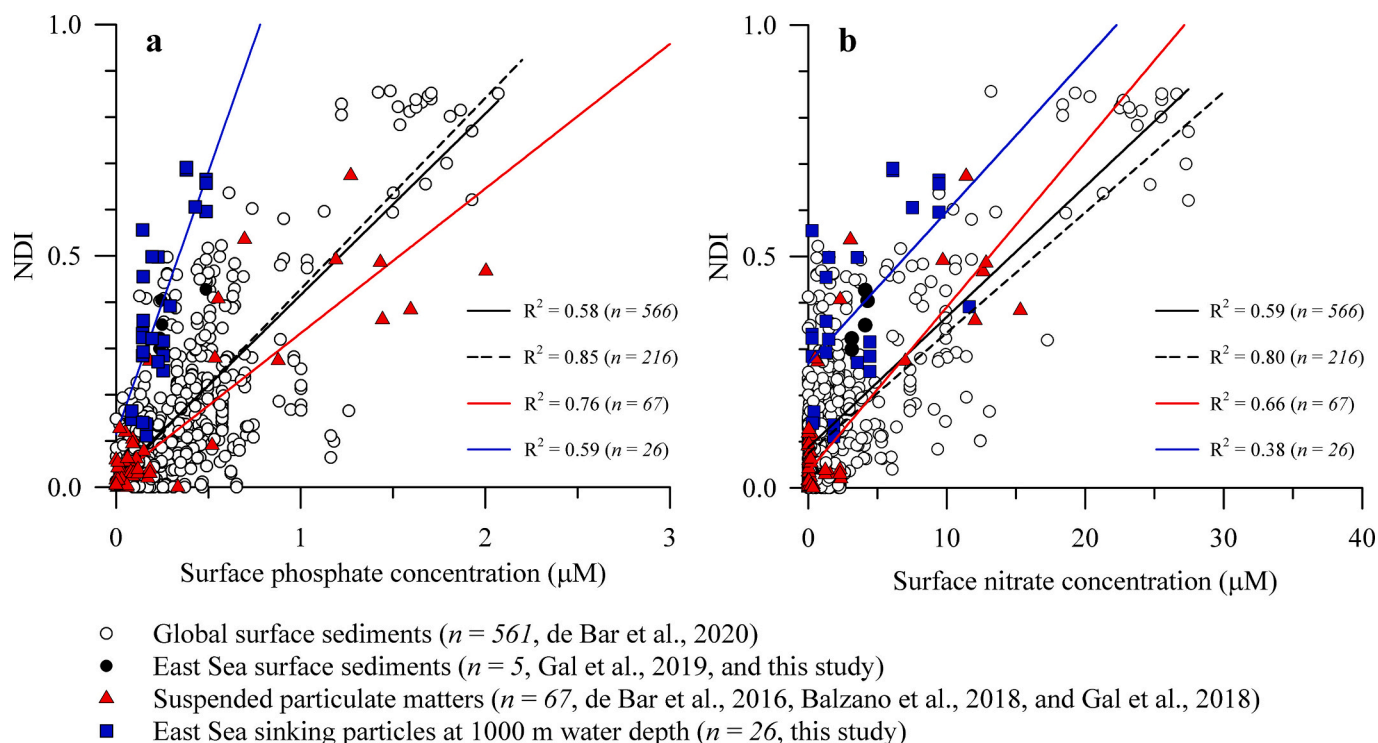 a
1.0
0.5
0.0
NDI
R² = 0.58 (n = 566)
R² = 0.85 (n = 216)
R² = 0.76 (n = 67)
R² = 0.59 (n = 26)
0 1 2 3
Surface phosphate concentration (μM)
b
1.0
0.5
0.0
NDI
R² = 0.59 (n = 566)
R² = 0.80 (n = 216)
R² = 0.66 (n = 67)
R² = 0.38 (n = 26)
0 10 20 30 40
Surface nitrate concentration (μM)
Global surface sediments (n = 561, de Bar et al., 2020)
East Sea surface sediments (n = 5, Gal et al., 2019, and this study)
Suspended particulate matters (n = 67, de Bar et al., 2016, Balzano et al., 2018, and Gal et al., 2018)
East Sea sinking particles at 1000 m water depth (n = 26, this study)